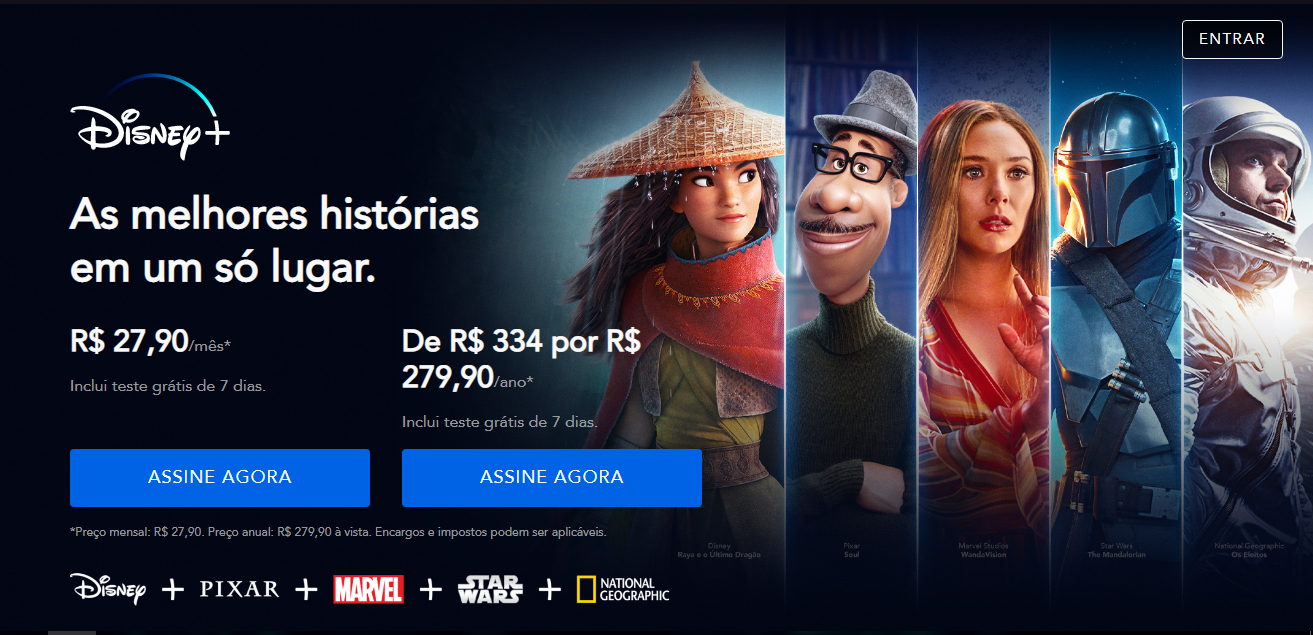 ENTRAR
Disney+
As melhores histórias
em um só lugar.
R$ 27,90/mês*
Inclui teste grátis de 7 dias.
De R$ 334 por R$
279,90/ano*
Inclui teste grátis de 7 dias.
ASSINE AGORA
ASSINE AGORA
*Preço mensal: R$ 27,90. Preço anual: R$ 279,90 à vista. Encargos e impostos podem ser aplicáveis.
Disney
Raya e o Último Dragão
Pixar
Soul
Marvel Studios
WandaVision
Star Wars
The Mandalorian
National Geographic
Os Eleitos
Disney + PIXAR + MARVEL + STAR WARS + NATIONAL GEOGRAPHIC